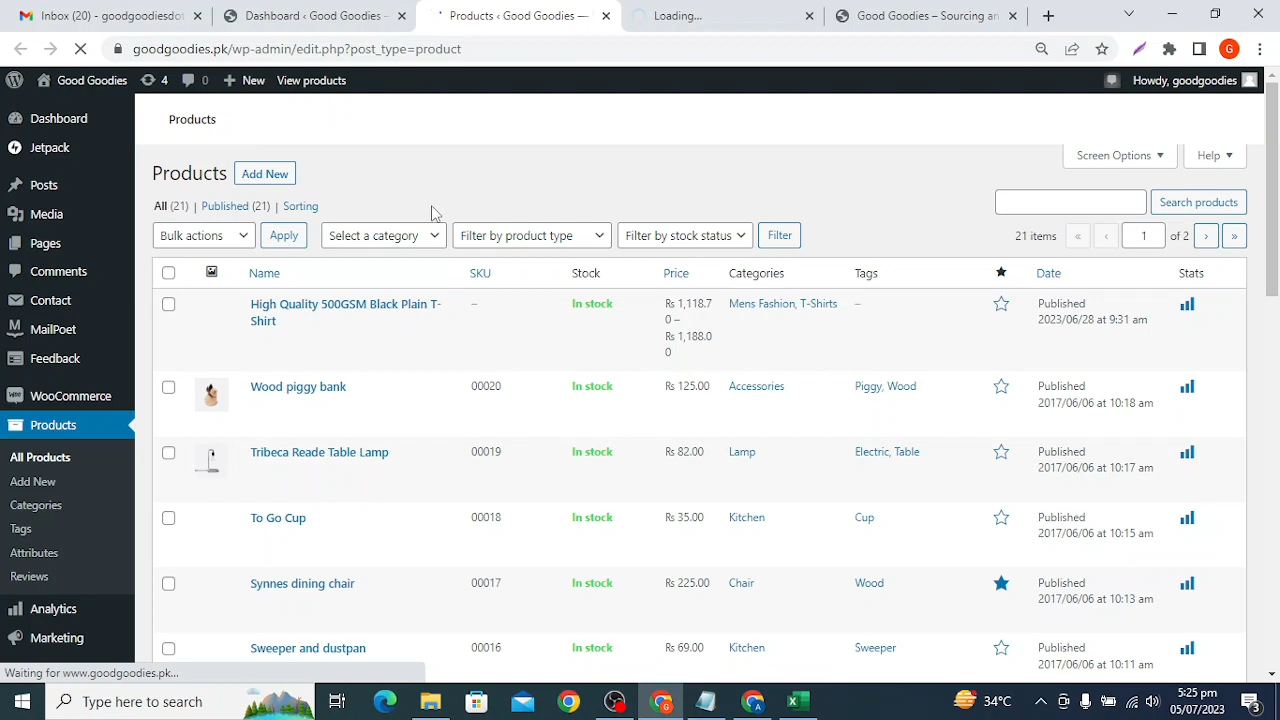 Inbox (20) - goodgoodiesdot
Dashboard < Good Goodies –
Products < Good Goodies —
Loading...
Good Goodies – Sourcing an
goodgoodies.pk/wp-admin/edit.php?post_type=product
G
Good Goodies
4
0
New
View products
Howdy, goodgoodies
Dashboard
Jetpack
Posts
Media
Pages
Comments
Contact
MailPoet
Feedback
WooCommerce
Products
All Products
Add New
Categories
Tags
Attributes
Reviews
Analytics
Marketing
Products
Screen Options
Help
Products
Add New
All (21) | Published (21) | Sorting
Search products
Bulk actions
Apply
Select a category
Filter by product type
Filter by stock status
Filter
21 items
«
‹
1
of 2
›
»
Name
SKU
Stock
Price
Categories
Tags
Date
Stats
High Quality 500GSM Black Plain T-
Shirt
–
In stock
Rs 1,118.7
0 –
Rs 1,188.0
0
Mens Fashion, T-Shirts
–
Published
2023/06/28 at 9:31 am
Wood piggy bank
00020
In stock
Rs 125.00
Accessories
Piggy, Wood
Published
2017/06/06 at 10:18 am
Tribeca Reade Table Lamp
00019
In stock
Rs 82.00
Lamp
Electric, Table
Published
2017/06/06 at 10:17 am
To Go Cup
00018
In stock
Rs 35.00
Kitchen
Cup
Published
2017/06/06 at 10:15 am
Synnes dining chair
00017
In stock
Rs 225.00
Chair
Wood
Published
2017/06/06 at 10:13 am
Sweeper and dustpan
00016
In stock
Rs 69.00
Kitchen
Sweeper
Published
2017/06/06 at 10:11 am
Waiting for www.goodgoodies.pk...
Type here to search
34°C
5:25 pm
05/07/2023
3